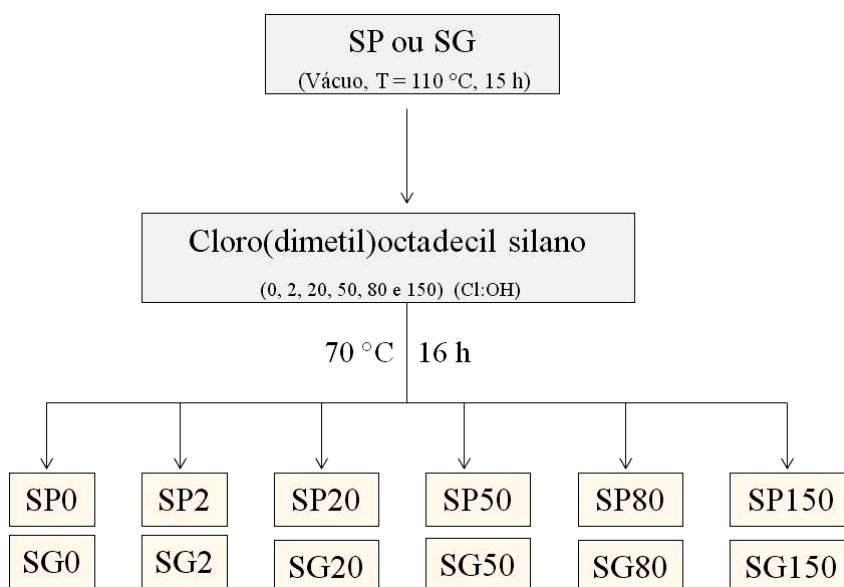 SP ou SG
(Vácuo, T = 110 °C, 15 h)
Cloro(dimetil)octadecil silano
(0, 2, 20, 50, 80 e 150) (Cl:OH)
70 °C 16 h
SP0 SP2 SP20 SP50 SP80 SP150
SG0 SG2 SG20 SG50 SG80 SG150